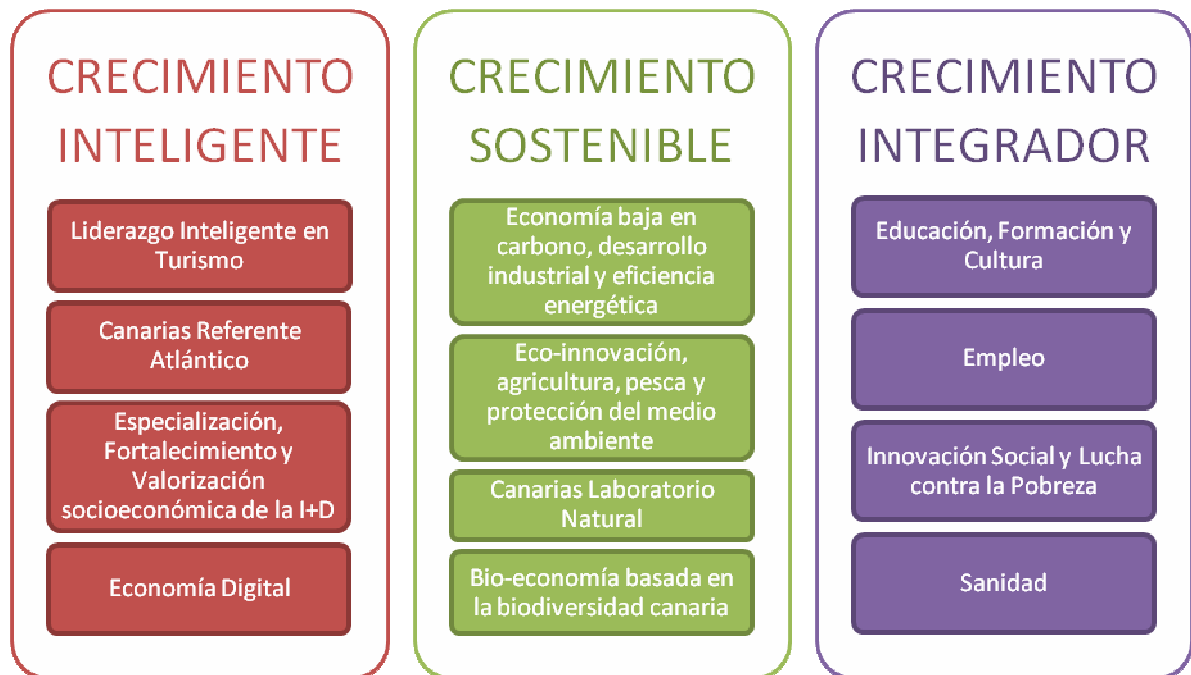 CRECIMIENTO
INTELIGENTE
Liderazgo Inteligente en
Turismo
Canarias Referente
Atlántico
Especialización,
Fortalecimiento y
Valorización
socioeconómica de la I+D
Economía Digital
CRECIMIENTO
SOSTENIBLE
Economía baja en
carbono, desarrollo
industrial y eficiencia
energética
Eco-innovación,
agricultura, pesca y
protección del medio
ambiente
Canarias Laboratorio
Natural
Bio-economía basada en
la biodiversidad canaria
CRECIMIENTO
INTEGRADOR
Educación, Formación y
Cultura
Empleo
Innovación Social y Lucha
contra la Pobreza
Sanidad